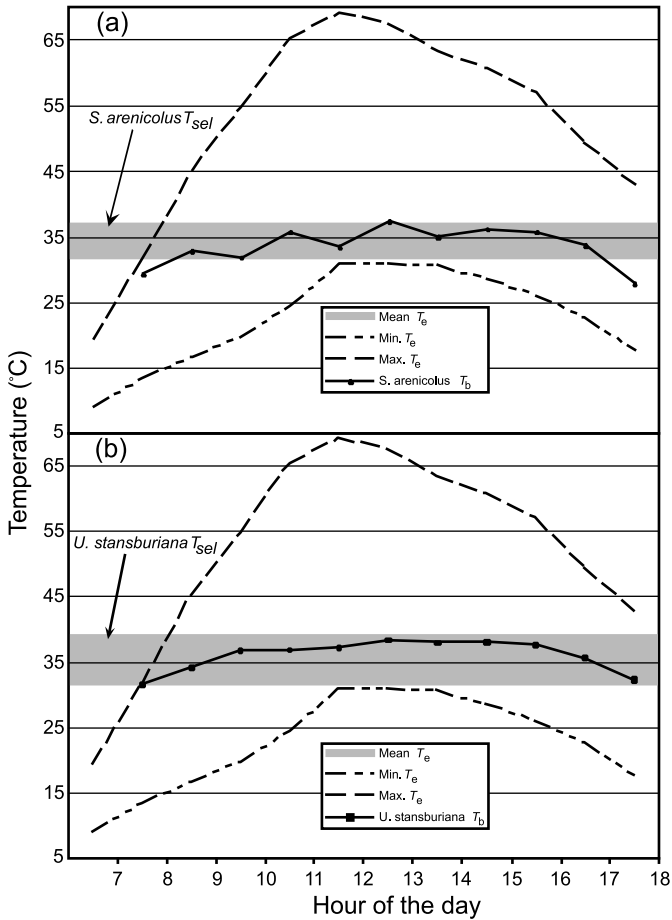 (a)
65
55
45
35
25
15
5
S. arenicolus Tsel
Mean Te
Min. Te
Max. Te
S. arenicolus Tb
Temperature (°C)
(b)
65
55
45
35
25
15
5
U. stansburiana Tsel
Mean Te
Min. Te
Max. Te
U. stansburiana Tb
7 8 9 10 11 12 13 14 15 16 17 18
Hour of the day